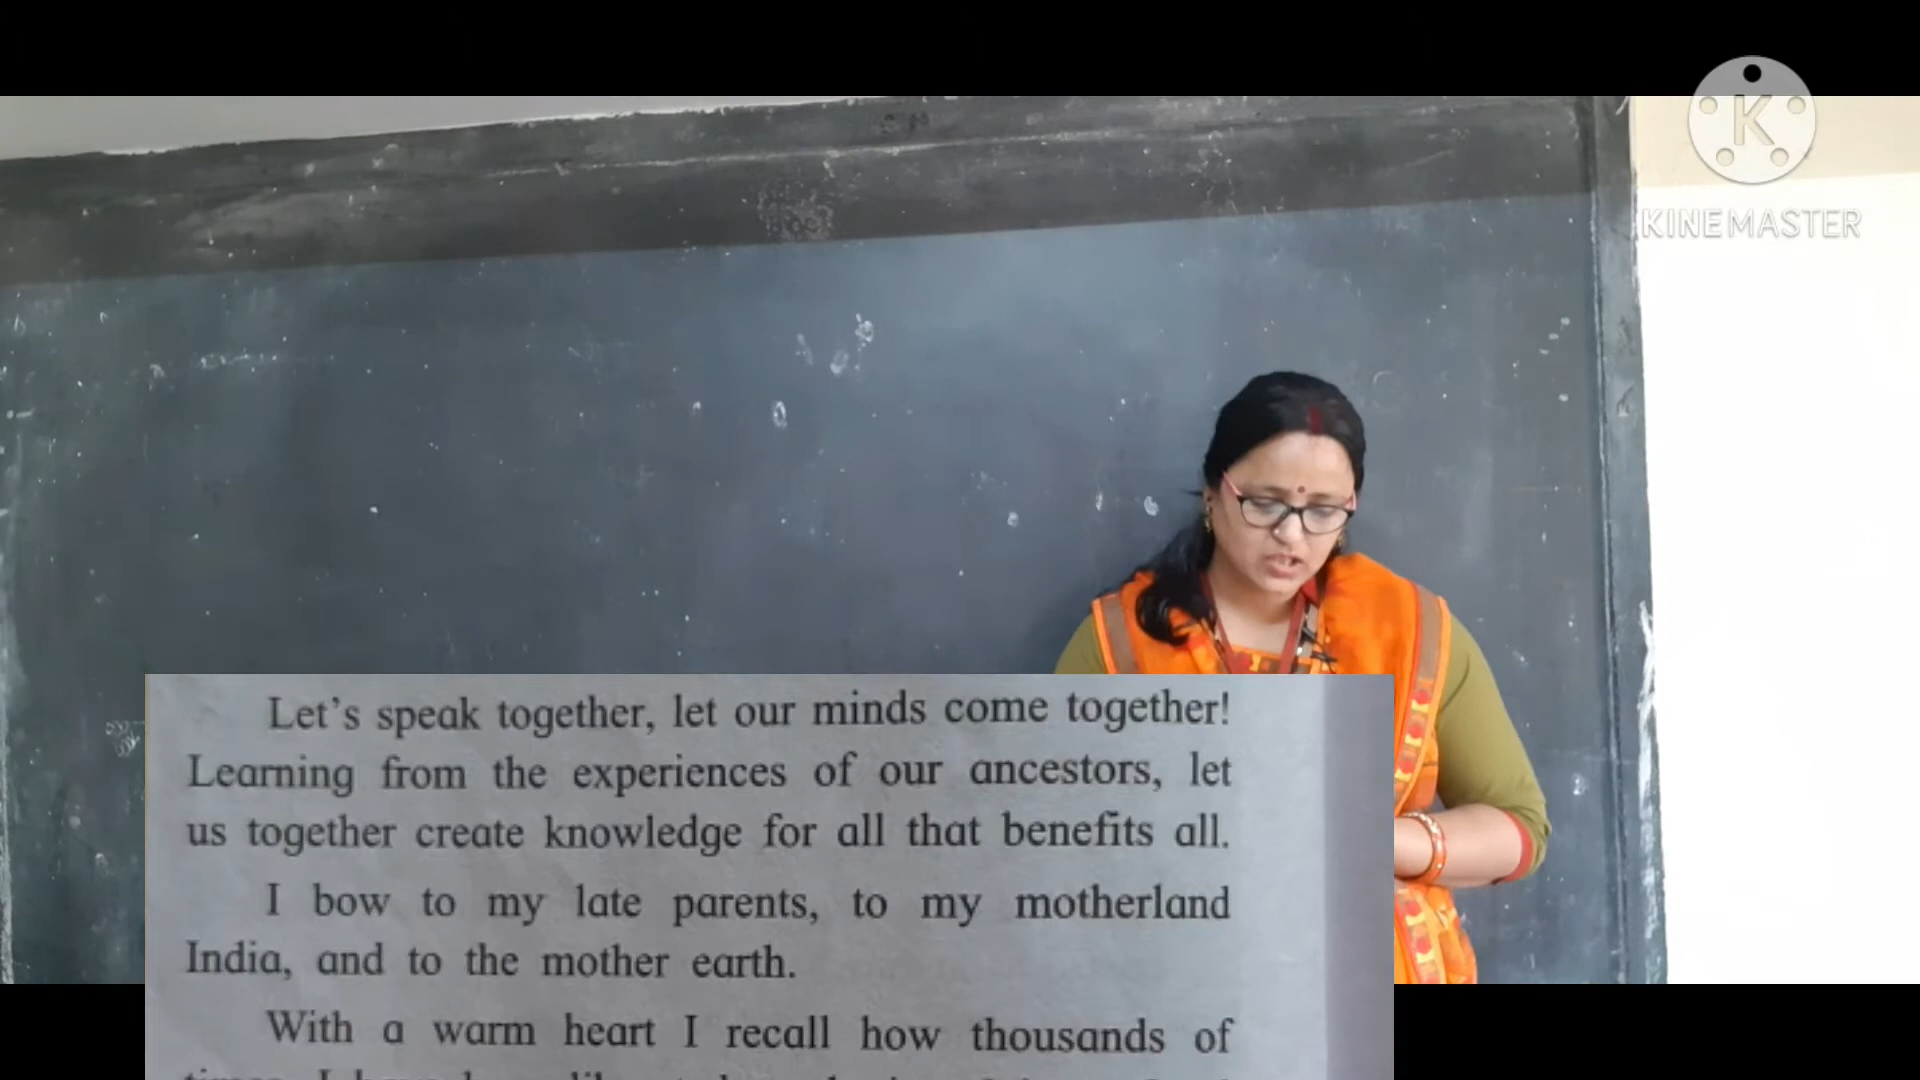 K
KINEMASTER
Let's speak together, let our minds come together!
Learning from the experiences of our ancestors, let
us together create knowledge for all that benefits all.
I bow to my late parents, to my motherland
India, and to the mother earth.
With a warm heart I recall how thousands of